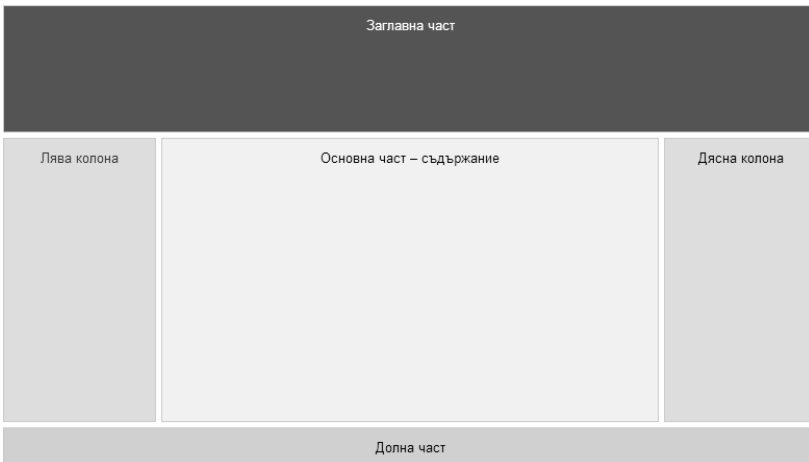 Заглавна част
Лява колона
Основна част – съдържание
Дясна колона
Долна част